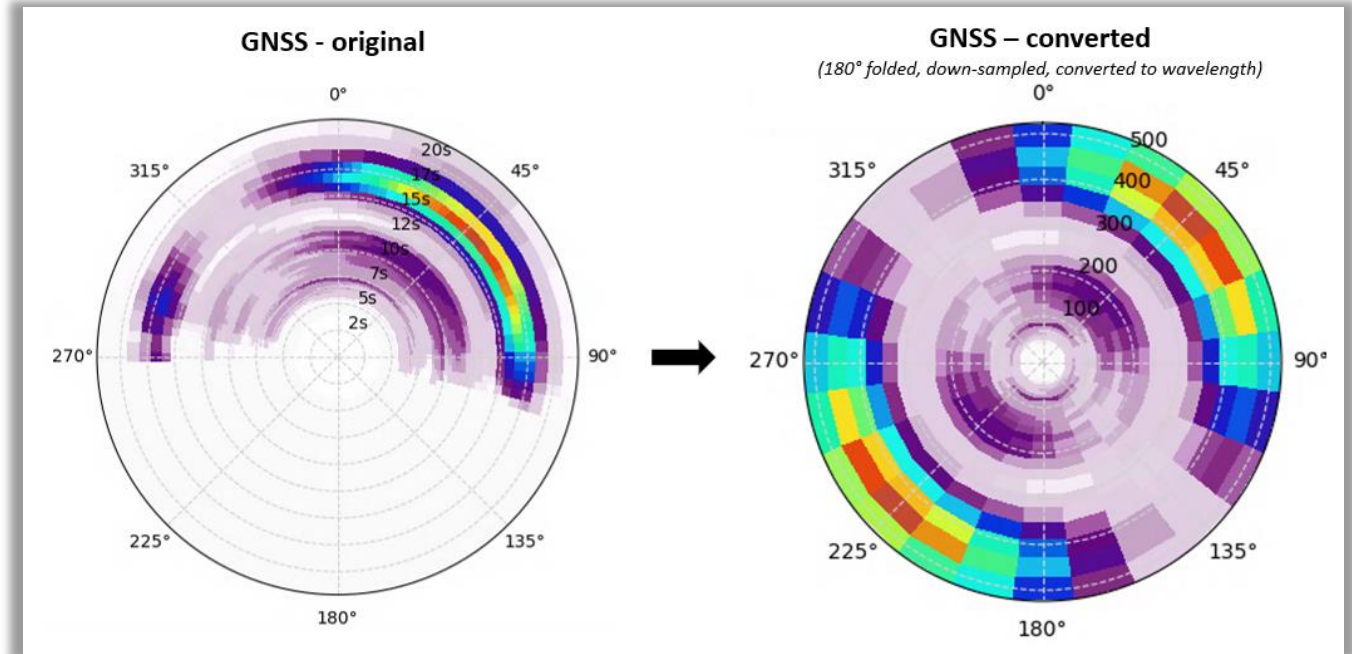 GNSS - original
0°
315°
45°
20s
17s
15s
12s
10s
7s
5s
2s
270°
90°
225°
135°
180°
GNSS – converted
(180° folded, down-sampled, converted to wavelength)
0°
315°
45°
500
400
300
200
100
270°
90°
225°
135°
180°